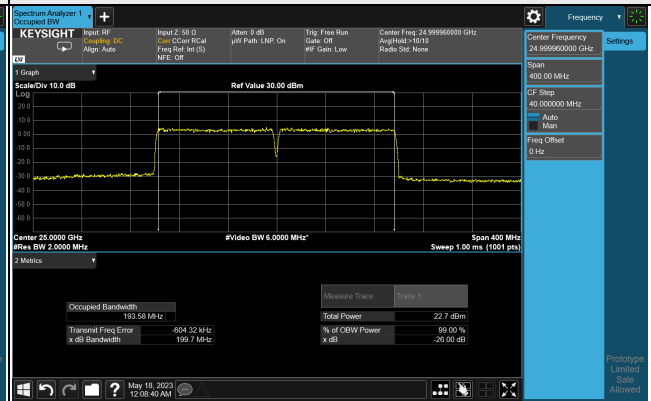 Spectrum Analyzer 1
Occupied BW
KEYSIGHT
Input: RF
Coupling: DC
Align: Auto
Input Z: 50 Ω
Corr: CCorr RCal
Freq Ref: Int (S)
NFE: Off
Atten: 0 dB
µW Path: LNP, On
Trig: Free Run
Gate: Off
#IF Gain: Low
Center Freq: 24.999960000 GHz
Avg|Hold:>10/10
Radio Std: None
LXI
1 Graph
Scale/Div 10.0 dB
Ref Value 30.00 dBm
Log
20.0
10.0
0.00
-10.0
-20.0
-30.0
-40.0
-50.0
-60.0
Center 25.0000 GHz
#Video BW 6.0000 MHz*
Span 400 MHz
#Res BW 2.0000 MHz
Sweep 1.00 ms (1001 pts)
2 Metrics
Measure Trace
Trace 1
Occupied Bandwidth
193.58 MHz
Total Power
22.7 dBm
Transmit Freq Error
-604.32 kHz
% of OBW Power
99.00 %
x dB Bandwidth
199.7 MHz
x dB
-26.00 dB
May 18, 2023
12:08:40 AM
Frequency
Center Frequency
24.999960000 GHz
Settings
Span
400.00 MHz
CF Step
40.000000 MHz
Auto
Man
Freq Offset
0 Hz
Prototype
Limited
Sale
Allowed